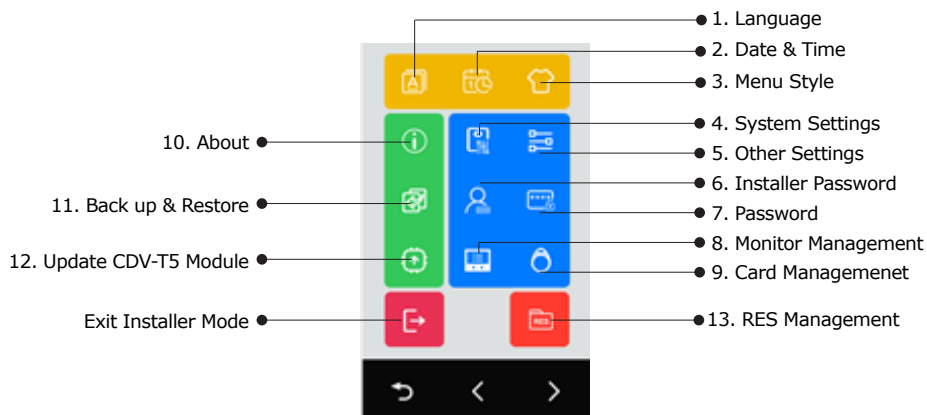 1. Language
2. Date & Time
3. Menu Style
4. System Settings
5. Other Settings
6. Installer Password
7. Password
8. Monitor Management
9. Card Managemenet
10. About
11. Back up & Restore
12. Update CDV-T5 Module
Exit Installer Mode
13. RES Management
A
1
RES